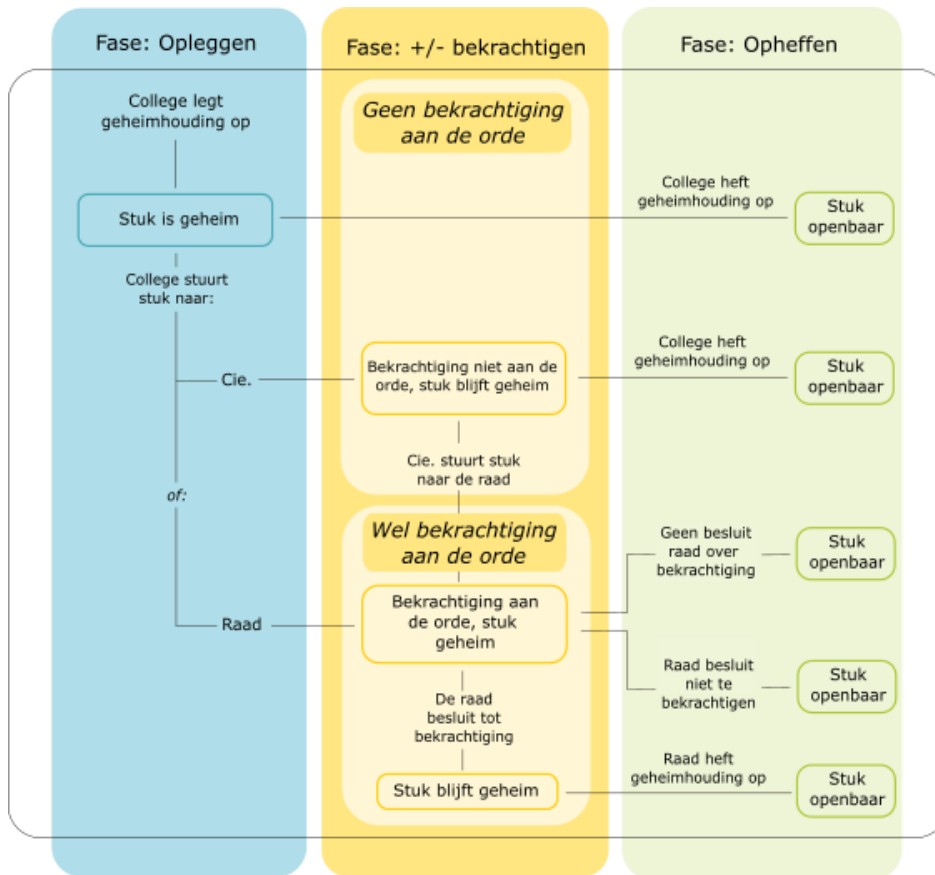 Fase: Opleggen
College legt
geheimhouding op
Stuk is geheim
College stuurt
stuk naar:
Cie.
of:
Raad
Fase: +/- bekrachtigen
Geen bekrachtiging
aan de orde
Bekrachtiging niet aan de
orde, stuk blijft geheim
Cie. stuurt stuk
naar de raad
Wel bekrachtiging
aan de orde
Bekrachtiging aan
de orde, stuk
geheim
De raad
besluit tot
bekrachtiging
Stuk blijft geheim
Fase: Opheffen
College heft
geheimhouding op
Stuk
openbaar
College heft
geheimhouding op
Stuk
openbaar
Geen besluit
raad over
bekrachtiging
Stuk
openbaar
Raad besluit
niet te
bekrachtigen
Stuk
openbaar
Raad heft
geheimhouding op
Stuk
openbaar